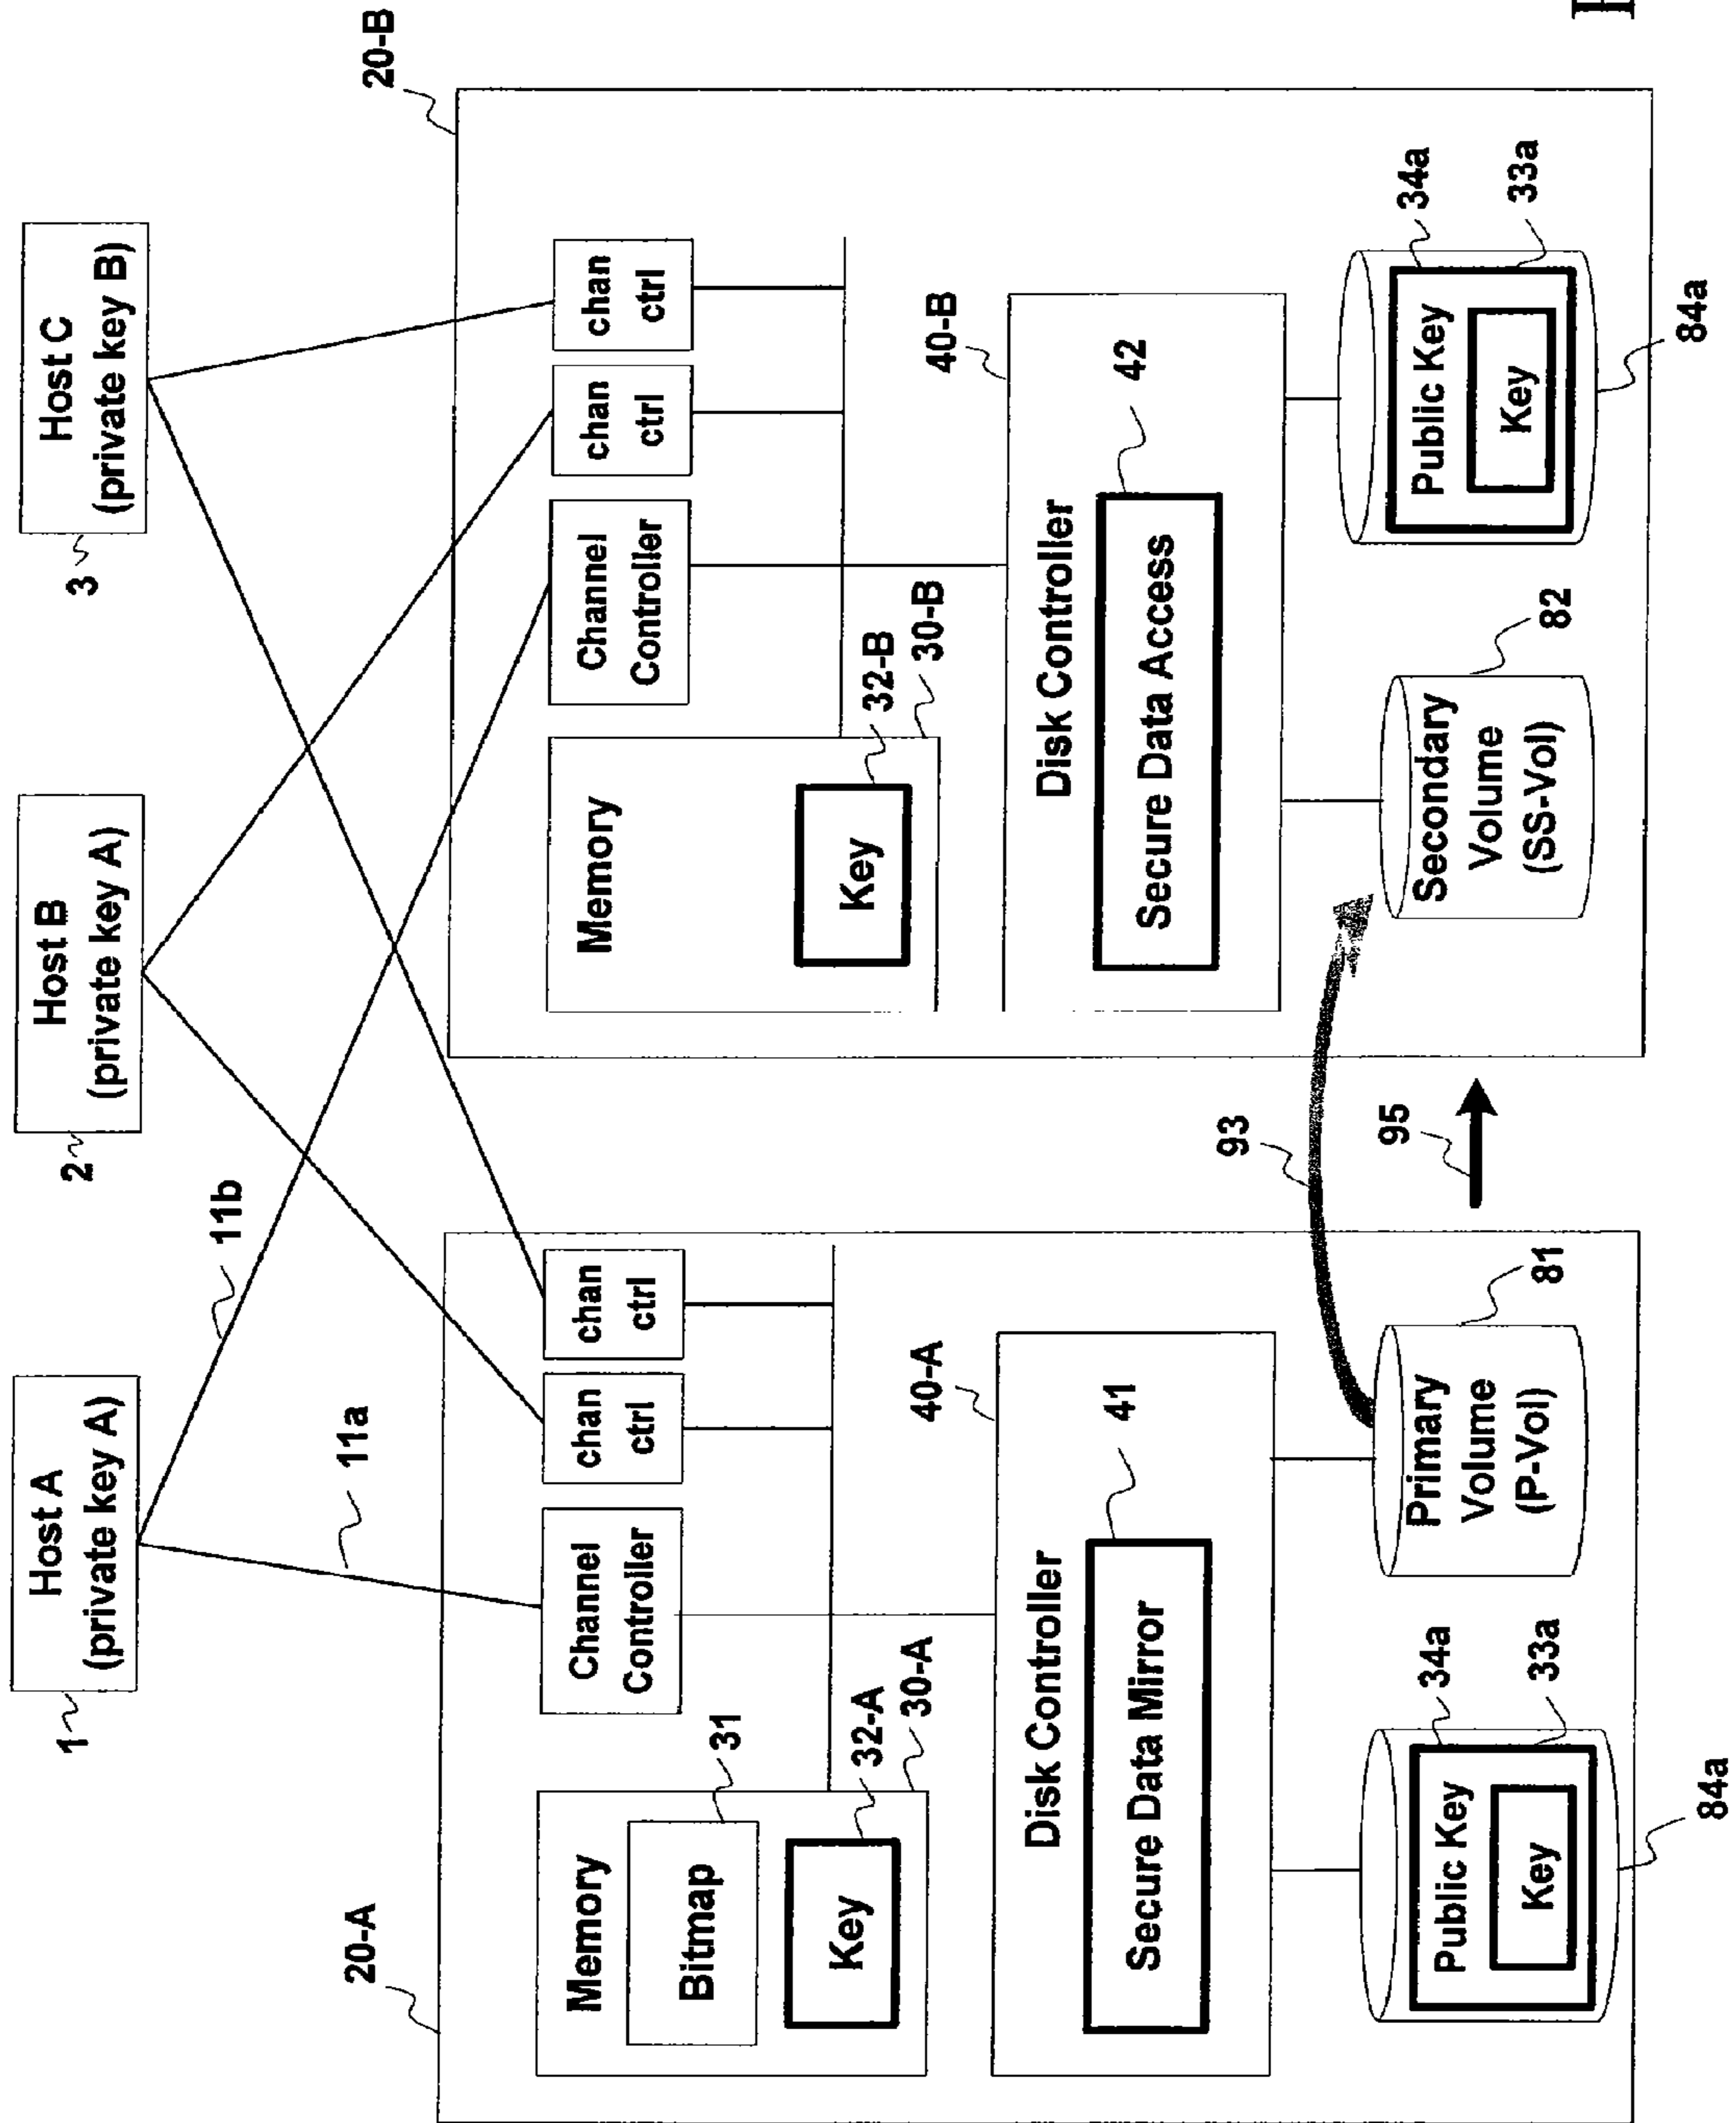 Host A
(private key A)
1
Host B
(private key A)
2
Host C
(private key B)
3
11a
11b
20-A
Memory
Bitmap
31
Key
32-A
30-A
Channel
Controller
chan
ctrl
chan
ctrl
Disk Controller
40-A
Secure Data Mirror
41
Public Key
Key
34a
33a
84a
Primary
Volume
(P-Vol)
81
93
95
20-B
Memory
Key
32-B
30-B
Channel
Controller
chan
ctrl
chan
ctrl
Disk Controller
40-B
Secure Data Access
42
Secondary
Volume
(SS-Vol)
82
Public Key
Key
34a
33a
84a